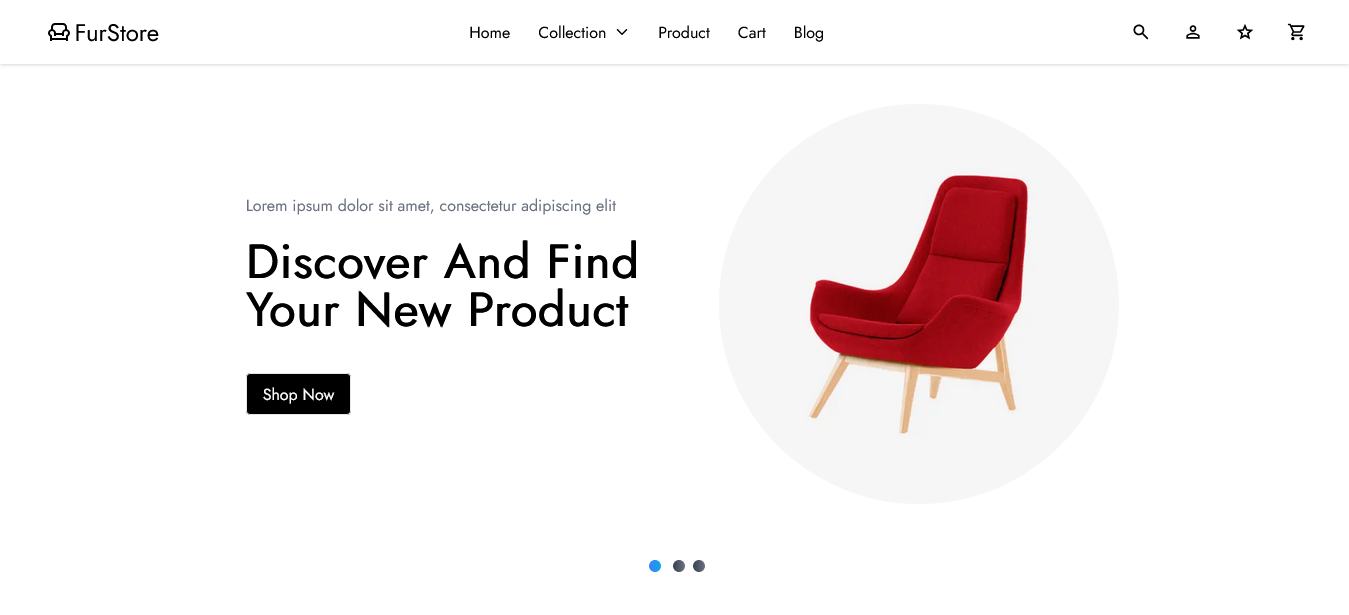 FurStore
Home
Collection
Product
Cart
Blog
Lorem ipsum dolor sit amet, consectetur adipiscing elit
Discover And Find
Your New Product
Shop Now